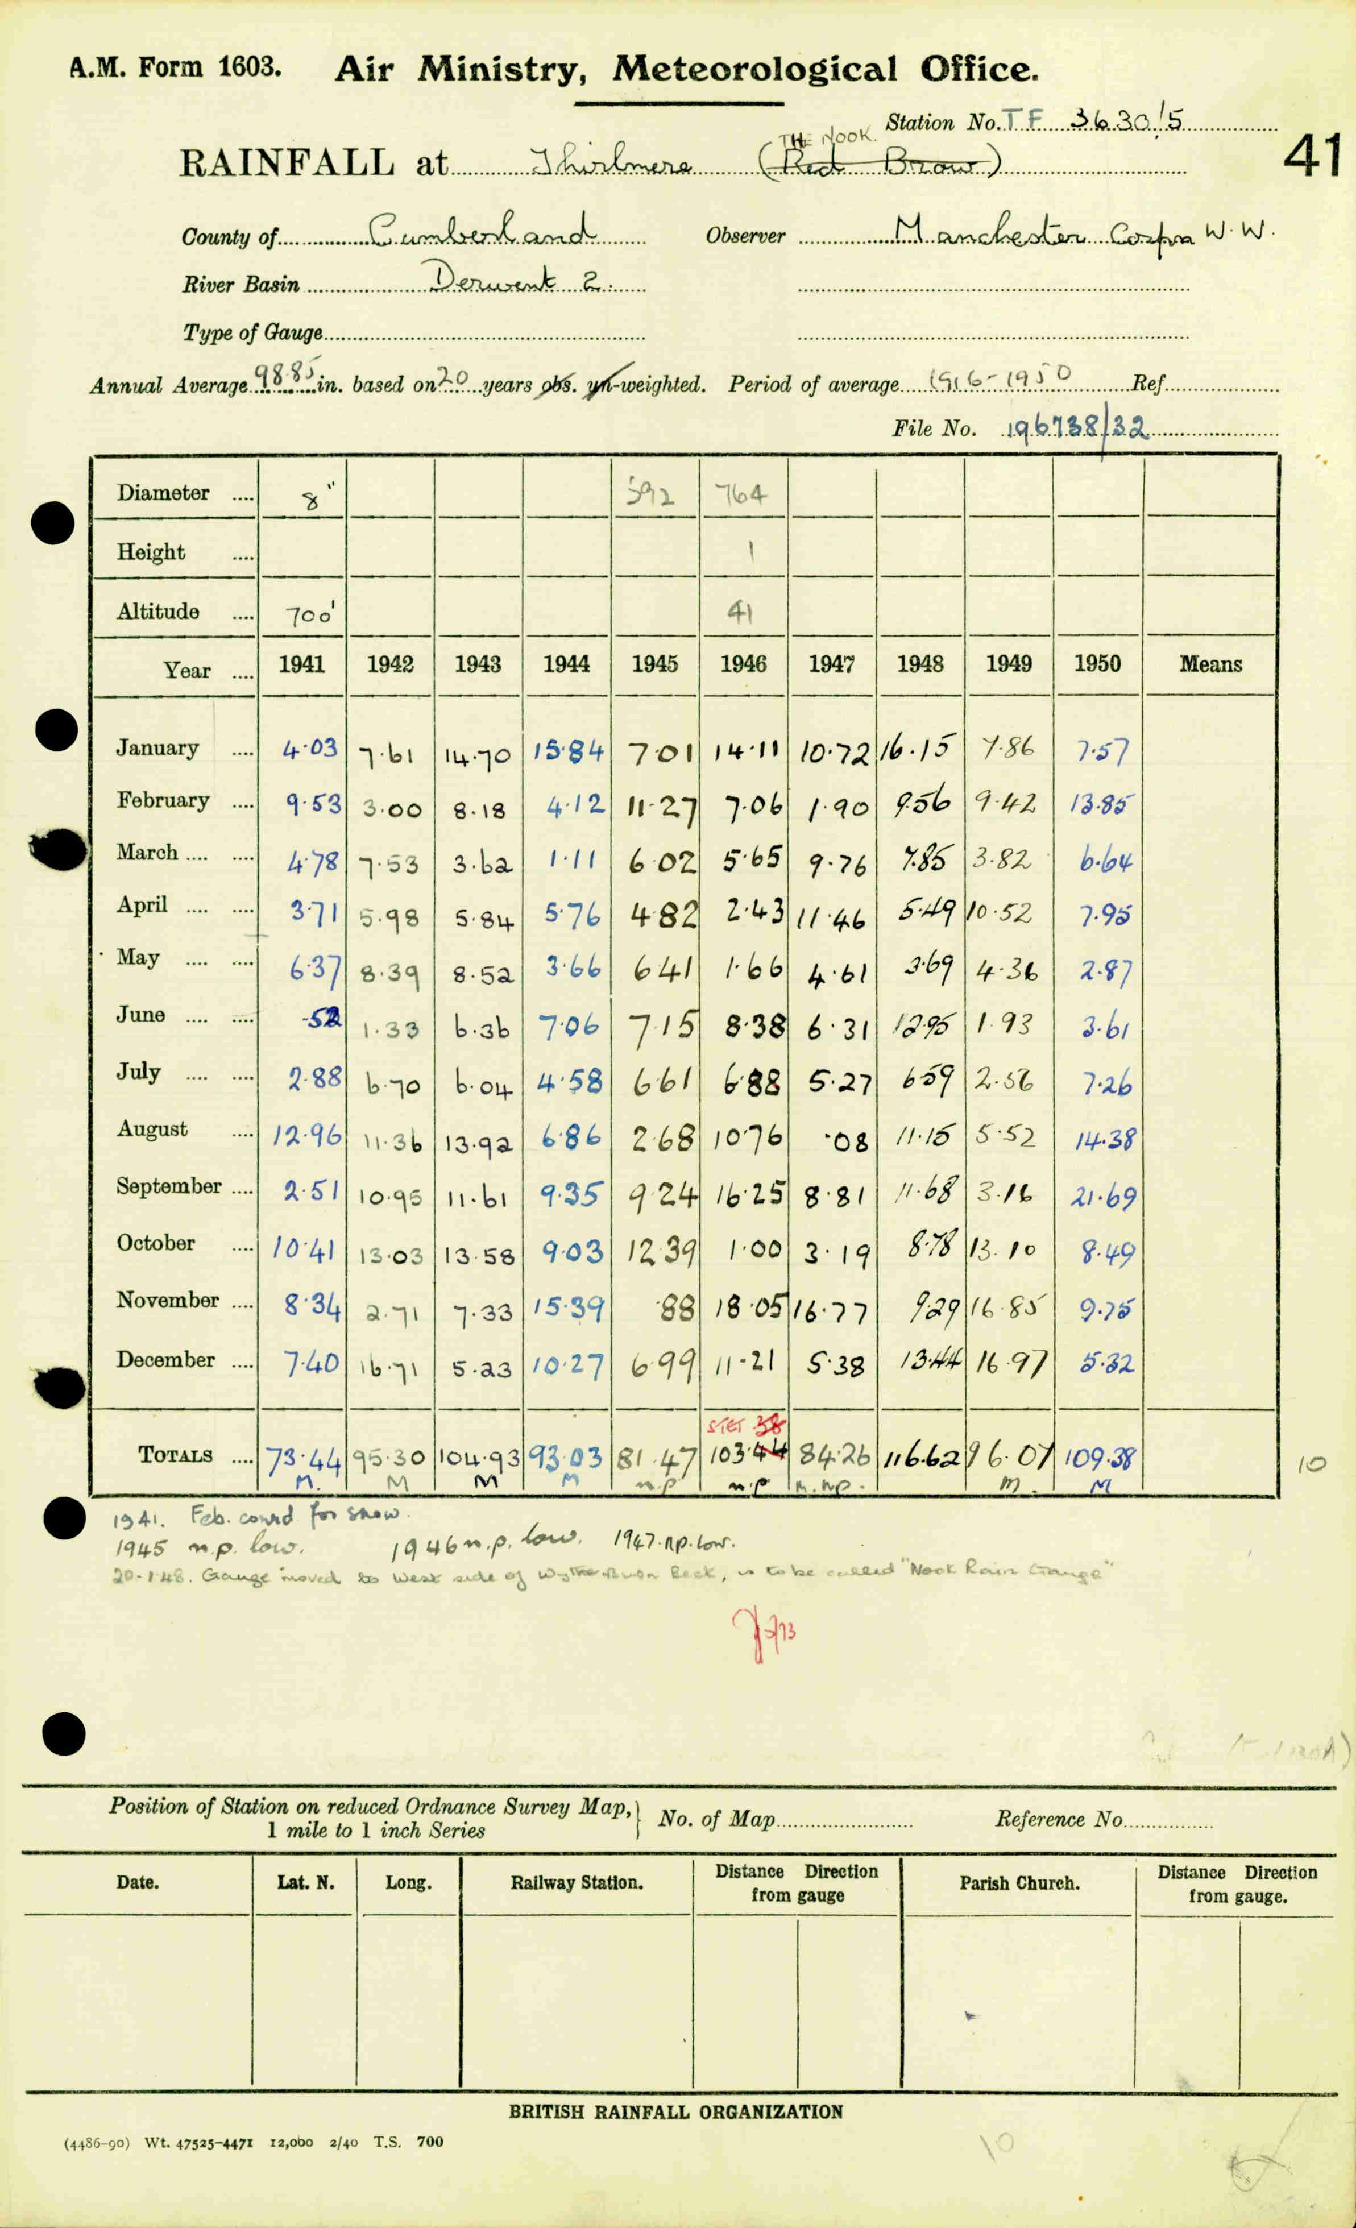 A.M. Form 1603. Air Ministry, Meteorological Office.
Station No. TF 3630/5
THE NOOK
RAINFALL at Thirlmere (Red Brow)
41
County of Cumberland Observer Manchester Corpn W.W.
River Basin Derwent 2.
Type of Gauge
Annual Average 98.85 in. based on 20 years obs. un-weighted. Period of average 1916-1950 Ref.
File No. 196738/32
Diameter .... 8" 592 764
Height .... 1
Altitude .... 700' 41
Year .... 1941 1942 1943 1944 1945 1946 1947 1948 1949 1950 Means
January .... 4.03 7.61 14.70 15.84 7.01 14.11 10.72 16.15 7.86 7.57
February .... 9.53 3.00 8.18 4.12 11.27 7.06 1.90 9.56 9.42 13.85
March .... .... 4.78 7.53 3.62 1.11 6.02 5.65 9.76 7.85 3.82 6.64
April .... .... 3.71 5.98 5.84 5.76 4.82 2.43 11.46 5.49 10.52 7.95
May .... .... 6.37 8.39 8.52 3.66 6.41 1.66 4.61 3.69 4.36 2.87
June .... .... .52 1.33 6.36 7.06 7.15 8.38 6.31 12.95 1.93 3.61
July .... .... 2.88 6.70 6.04 4.58 6.61 6.88 5.27 6.59 2.56 7.26
August .... 12.96 11.36 13.92 6.86 2.68 10.76 .08 11.15 5.52 14.38
September .... 2.51 10.95 11.61 9.35 9.24 16.25 8.81 11.68 3.16 21.69
October .... 10.41 13.03 13.58 9.03 12.39 1.00 3.19 8.78 13.10 8.49
November .... 8.34 2.71 7.33 15.39 .88 18.05 16.77 9.29 16.85 9.75
December .... 7.40 16.71 5.23 10.27 6.99 11.21 5.38 13.44 16.97 5.32
STET 38
TOTALS .... 73.44 95.30 104.93 93.03 81.47 103.44 84.26 116.62 96.07 109.38
10
M. M M M n.p n.p M. np. M. M
1941. Feb. cowrd for snow.
1945 n.p. low. 1946 n.p. low. 1947. n.p. low.
20.1.48. Gauge moved to West side of Wythe Burn Beck, is to be called "Nook Rain Gauge"
Position of Station on reduced Ordnance Survey Map, 1 mile to 1 inch Series } No. of Map Reference No.
Date. Lat. N. Long. Railway Station. Distance Direction from gauge Parish Church. Distance Direction from gauge.
BRITISH RAINFALL ORGANIZATION
(4486-90) Wt. 47525-4471 12,000 2/40 T.S. 700
10